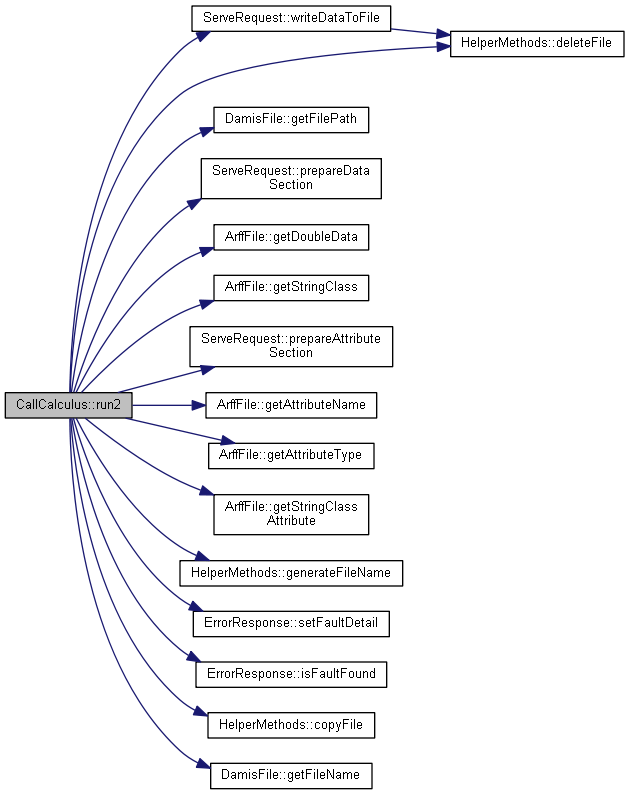 ServeRequest::writeDataToFile
HelperMethods::deleteFile
DamisFile::getFilePath
ServeRequest::prepareData
Section
ArffFile::getDoubleData
ArffFile::getStringClass
ServeRequest::prepareAttribute
Section
CallCalculus::run2
ArffFile::getAttributeName
ArffFile::getAttributeType
ArffFile::getStringClass
Attribute
HelperMethods::generateFileName
ErrorResponse::setFaultDetail
ErrorResponse::isFaultFound
HelperMethods::copyFile
DamisFile::getFileName